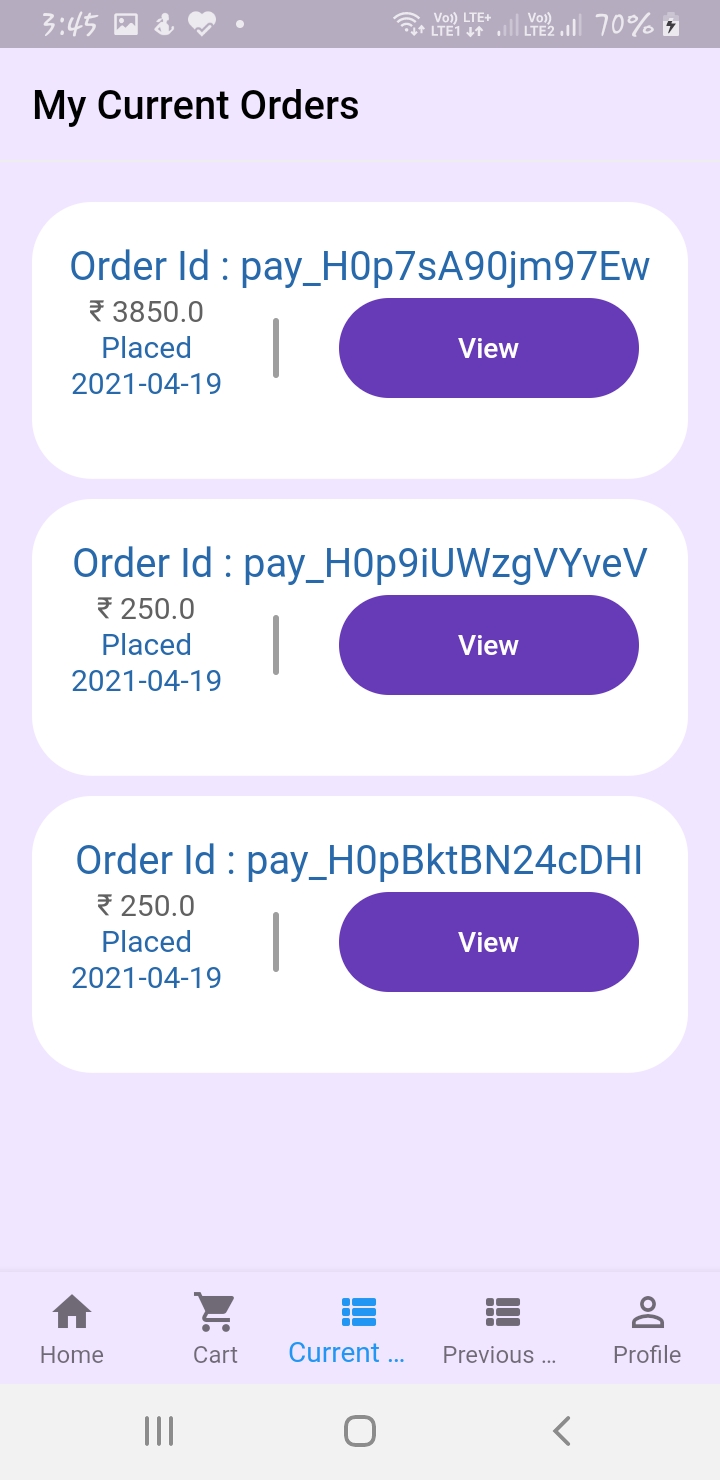 3:45
Vo)) LTE+ Vo))
LTE1 LTE2 70%
My Current Orders
Order Id : pay_H0p7sA90jm97Ew
₹ 3850.0
Placed
2021-04-19
View
Order Id : pay_H0p9iUWzgVYveV
₹ 250.0
Placed
2021-04-19
View
Order Id : pay_H0pBktBN24cDHI
₹ 250.0
Placed
2021-04-19
View
Home Cart Current ... Previous ... Profile